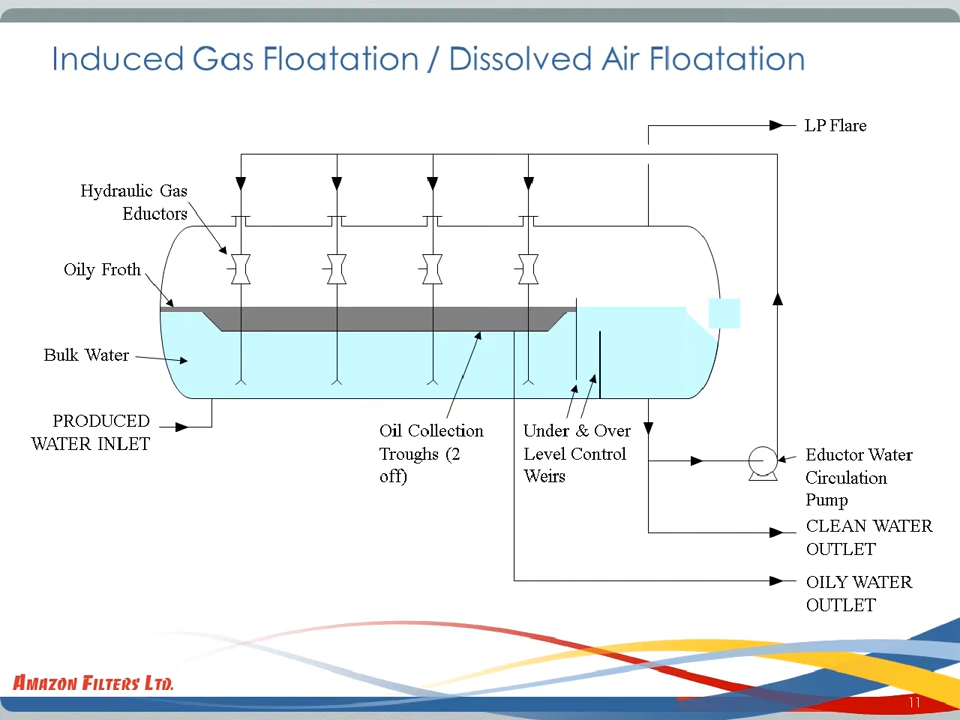 Induced Gas Floatation / Dissolved Air Floatation
LP Flare
Hydraulic Gas
Eductors
Oily Froth
Bulk Water
PRODUCED
WATER INLET
Oil Collection
Troughs (2
off)
Under & Over
Level Control
Weirs
Eductor Water
Circulation
Pump
CLEAN WATER
OUTLET
OILY WATER
OUTLET
AMAZON FILTERS LTD.
11